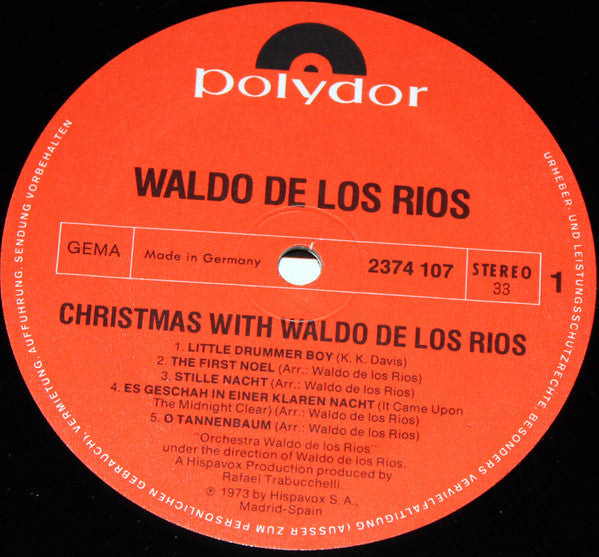 polydor
WALDO DE LOS RIOS
GEMA
Made in Germany
2374 107
STEREO
33
1
CHRISTMAS WITH WALDO DE LOS RIOS
1. LITTLE DRUMMER BOY (K. K. Davis)
2. THE FIRST NOEL (Arr.: Waldo de los Rios)
3. STILLE NACHT (Arr.: Waldo de los Rios)
4. ES GESCHAH IN EINER KLAREN NACHT (It Came Upon
The Midnight Clear) (Arr.: Waldo de los Rios)
5. O TANNENBAUM (Arr.: Waldo de los Rios)
"Orchestra Waldo de los Rios"
under the direction of Waldo de los Rios.
A Hispavox Production produced by
Rafael Trabucchelli.
℗ 1973 by Hispavox S. A.,
Madrid-Spain
URHEBER- UND LEISTUNGSSCHUTZRECHTE, BESONDERS VERVIELFÄLTIGUNG (AUSSER ZUM PERSÖNLICHEN GEBRAUCH), VERMIETUNG, AUFFÜHRUNG, SENDUNG VORBEHALTEN